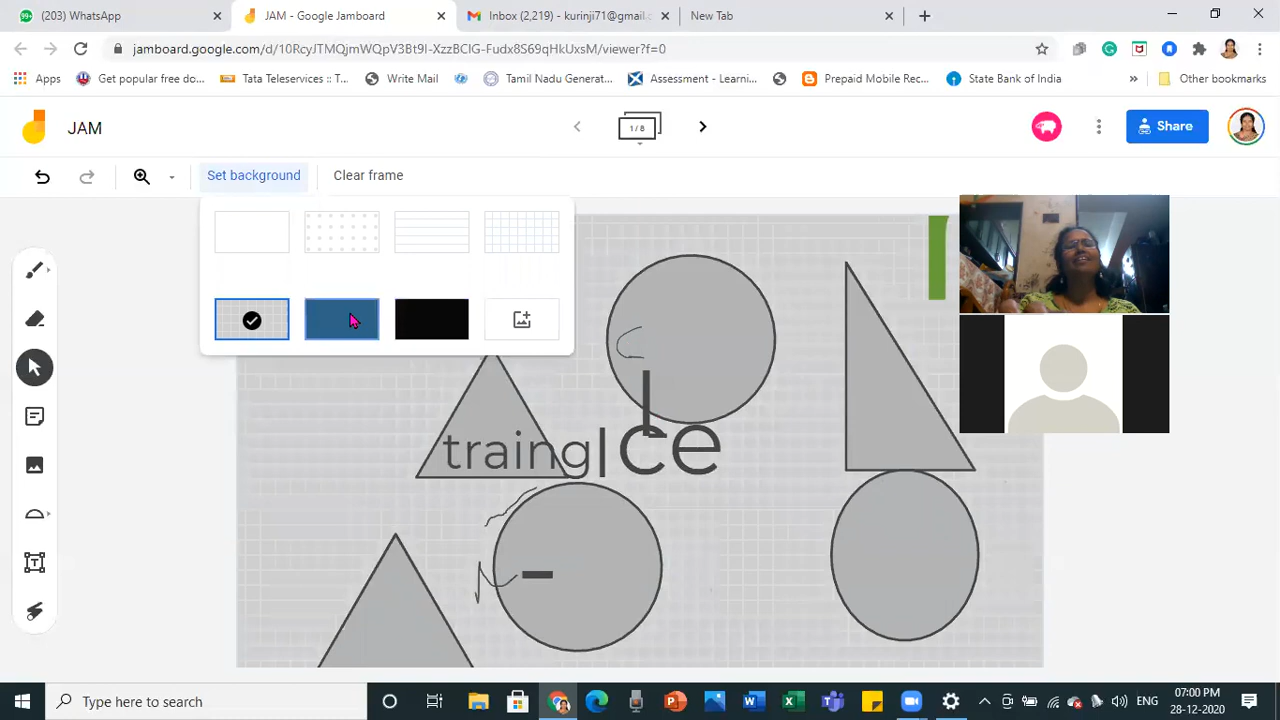 (203) WhatsApp
JAM - Google Jamboard
Inbox (2,219) - kurinji71@gmail.c
New Tab
jamboard.google.com/d/10RcyJTMQjmWQpV3Bt9I-XzzBCIG-Fudx8S69qHkUxsM/viewer?f=0
Apps
Get popular free do...
Tata Teleservices :: T...
Write Mail
Tamil Nadu Generat...
Assessment - Learni...
Prepaid Mobile Rec...
State Bank of India
Other bookmarks
JAM
1/8
Share
Set background
Clear frame
training
Ice
Type here to search
ENG
07:00 PM
28-12-2020